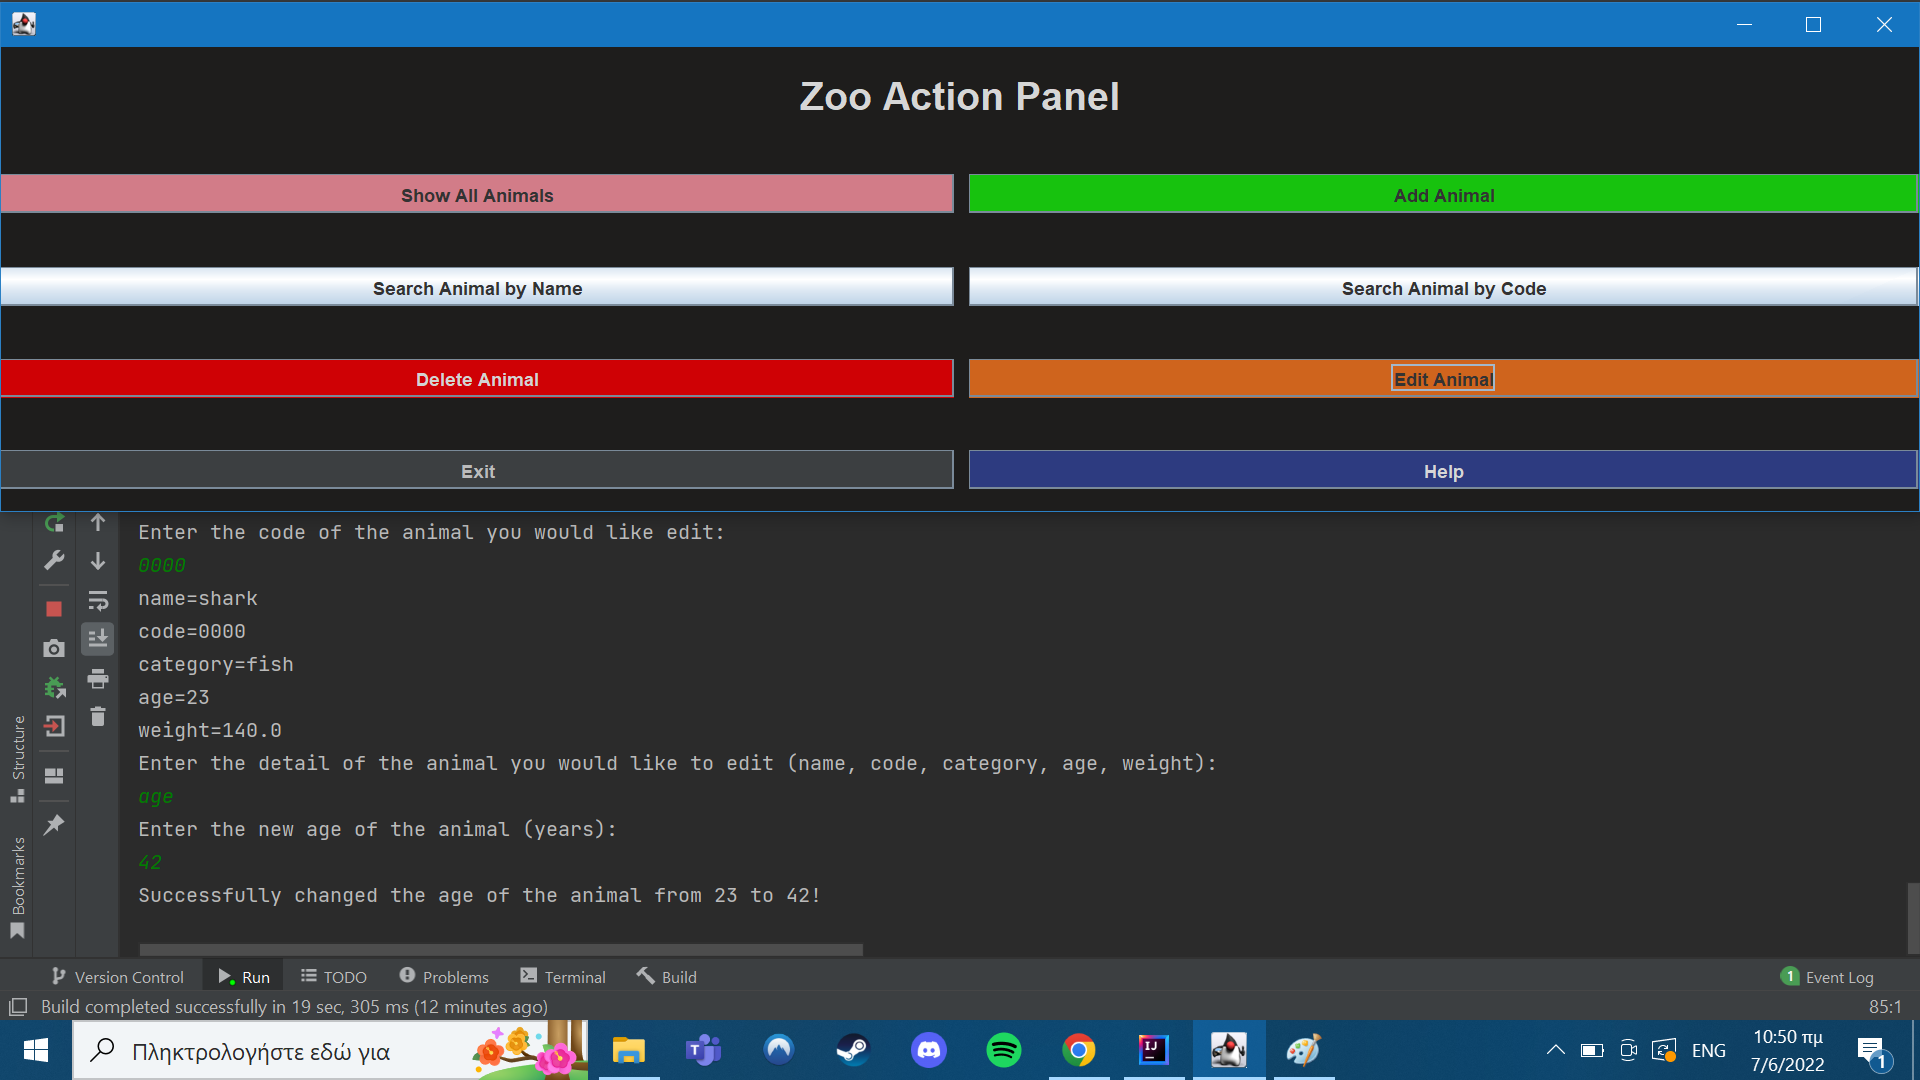 Zoo Action Panel
Show All Animals
Add Animal
Search Animal by Name
Search Animal by Code
Delete Animal
Edit Animal
Exit
Help
Enter the code of the animal you would like edit:
0000
name=shark
code=0000
category=fish
age=23
weight=140.0
Enter the detail of the animal you would like to edit (name, code, category, age, weight):
age
Enter the new age of the animal (years):
42
Successfully changed the age of the animal from 23 to 42!
Structure
Bookmarks
Version Control
Run
TODO
Problems
Terminal
Build
1 Event Log
Build completed successfully in 19 sec, 305 ms (12 minutes ago)
85:1
Πληκτρολογήστε εδώ για
T
IJ
ENG
10:50 πμ
7/6/2022
1